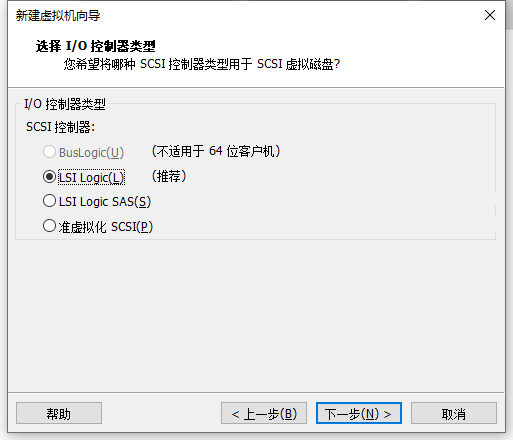 新建虚拟机向导
选择 I/O 控制器类型
您希望将哪种 SCSI 控制器类型用于 SCSI 虚拟磁盘?
I/O 控制器类型
SCSI 控制器:
BusLogic(U) (不适用于 64 位客户机)
LSI Logic(L) (推荐)
LSI Logic SAS(S)
准虚拟化 SCSI(P)
帮助 < 上一步(B) 下一步(N) > 取消